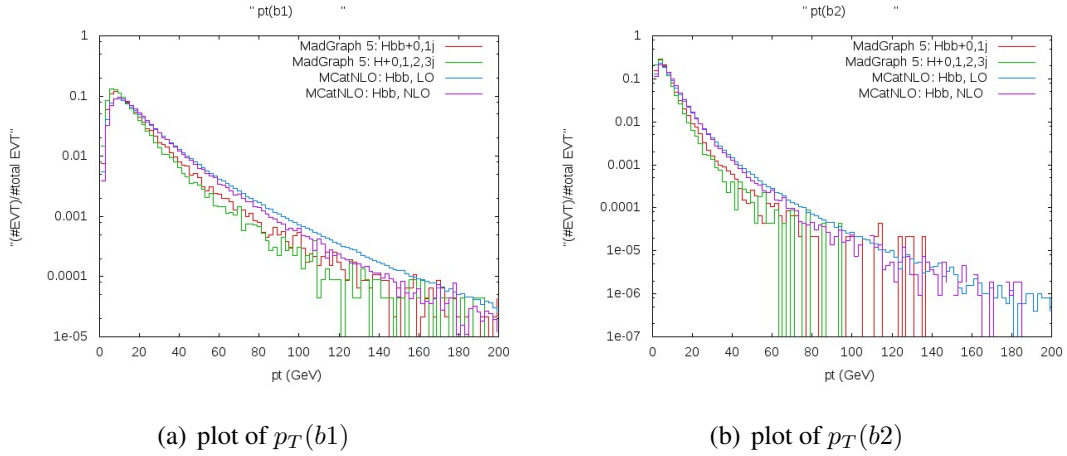 " pt(b1) "
MadGraph 5: Hbb+0,1j
MadGraph 5: H+0,1,2,3j
MCatNLO: Hbb, LO
MCatNLO: Hbb, NLO
1
0.1
0.01
0.001
0.0001
1e-05
"(#EVT)/#total EVT"
0 20 40 60 80 100 120 140 160 180 200
pt (GeV)
(a) plot of p_T(b1)
" pt(b2) "
MadGraph 5: Hbb+0,1j
MadGraph 5: H+0,1,2,3j
MCatNLO: Hbb, LO
MCatNLO: Hbb, NLO
1
0.1
0.01
0.001
0.0001
1e-05
1e-06
1e-07
"(#EVT)/#total EVT"
0 20 40 60 80 100 120 140 160 180 200
pt (GeV)
(b) plot of p_T(b2)